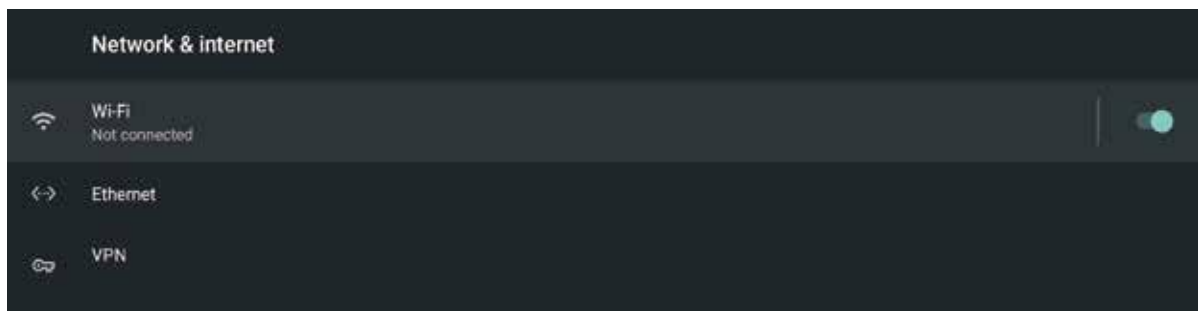 Network & internet
Wi-Fi
Not connected
Ethernet
VPN